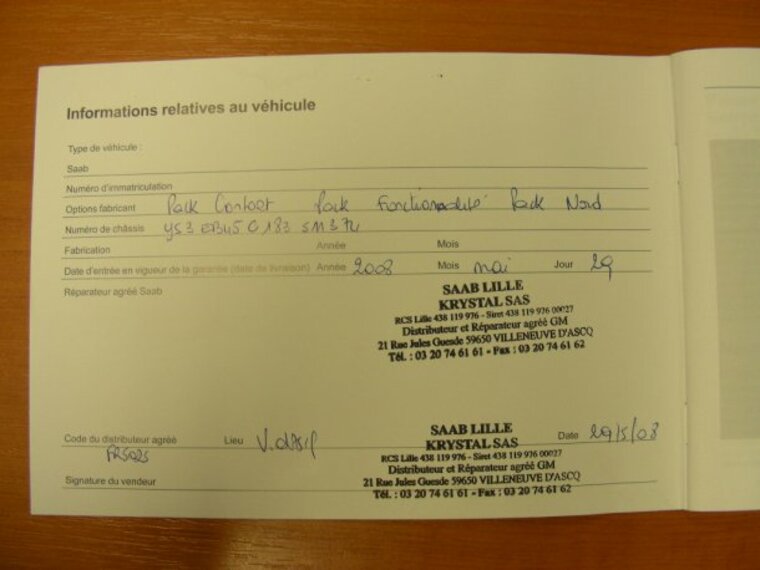 Informations relatives au véhicule
Type de véhicule :
Saab
Numéro d'immatriculation
Options fabricant Pack Confort Pack Fonctionnalité Pack Nord
Numéro de châssis YS3
Fabrication Année Mois
Date d'entrée en vigueur de la garantie (date de livraison) Année 2008 Mois mai Jour 29
Réparateur agréé Saab
SAAB LILLE
KRYSTAL SAS
RCS Lille 438 119 976 - Siret 438 119 976 00027
Distributeur et Réparateur agréé GM
21 Rue Jules Guesde 59650 VILLENEUVE D'ASCQ
Tél. : 03 20 74 61 61 - Fax : 03 20 74 61 62
Code du distributeur agréé Lieu V. d'Asq Date 29/5/08
SAAB LILLE
KRYSTAL SAS
RCS Lille 438 119 976 - Siret 438 119 976 00027
Distributeur et Réparateur agréé GM
21 Rue Jules Guesde 59650 VILLENEUVE D'ASCQ
Tél. : 03 20 74 61 61 - Fax : 03 20 74 61 62
Signature du vendeur